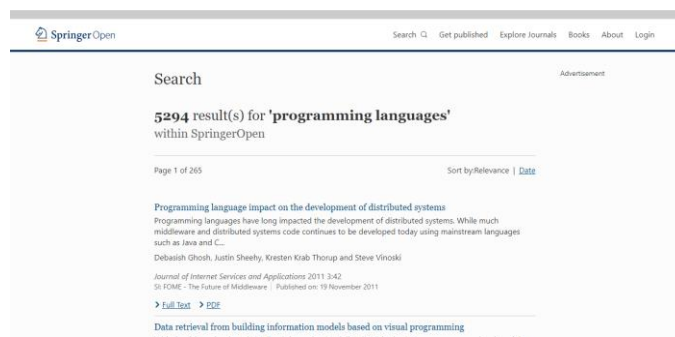 SpringerOpen
Search Get published Explore Journals Books About Login
Search
Advertisement
5294 result(s) for 'programming languages'
within SpringerOpen
Page 1 of 265 Sort by:Relevance | Date
Programming language impact on the development of distributed systems
Programming languages have long impacted the development of distributed systems. While much
middleware and distributed systems code continues to be developed today using mainstream languages
such as Java and C...
Debasish Ghosh, Justin Sheehy, Kresten Krab Thorup and Steve Vinoski
Journal of Internet Services and Applications 2011 3:42
SI: FOME - The Future of Middleware | Published on: 19 November 2011
Full Text PDF
Data retrieval from building information models based on visual programming